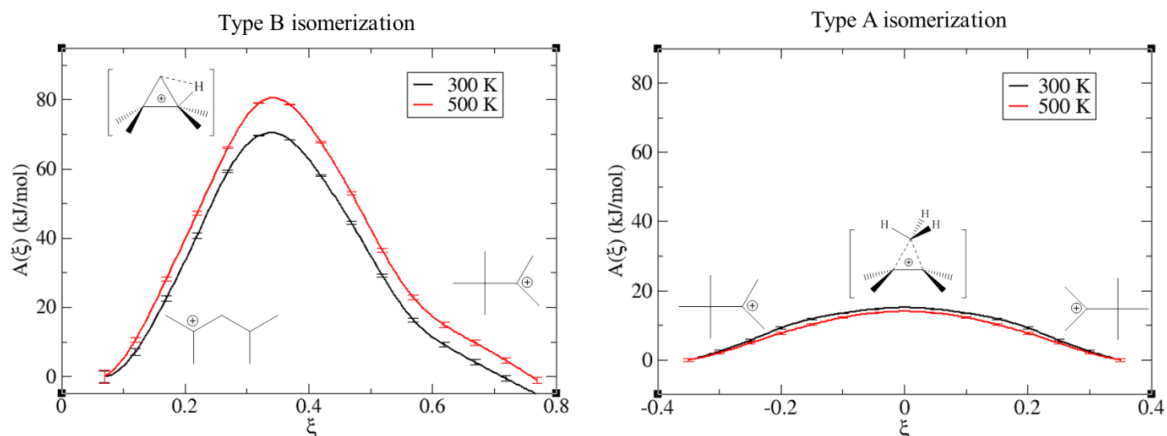 Type B isomerization
Type A isomerization
300 K
500 K
300 K
500 K
H
H
H
H
A(ξ) (kJ/mol)
80
60
40
20
0
A(ξ) (kJ/mol)
80
60
40
20
0
0
0.2
0.4
0.6
0.8
-0.4
-0.2
0
0.2
0.4
ξ
ξ